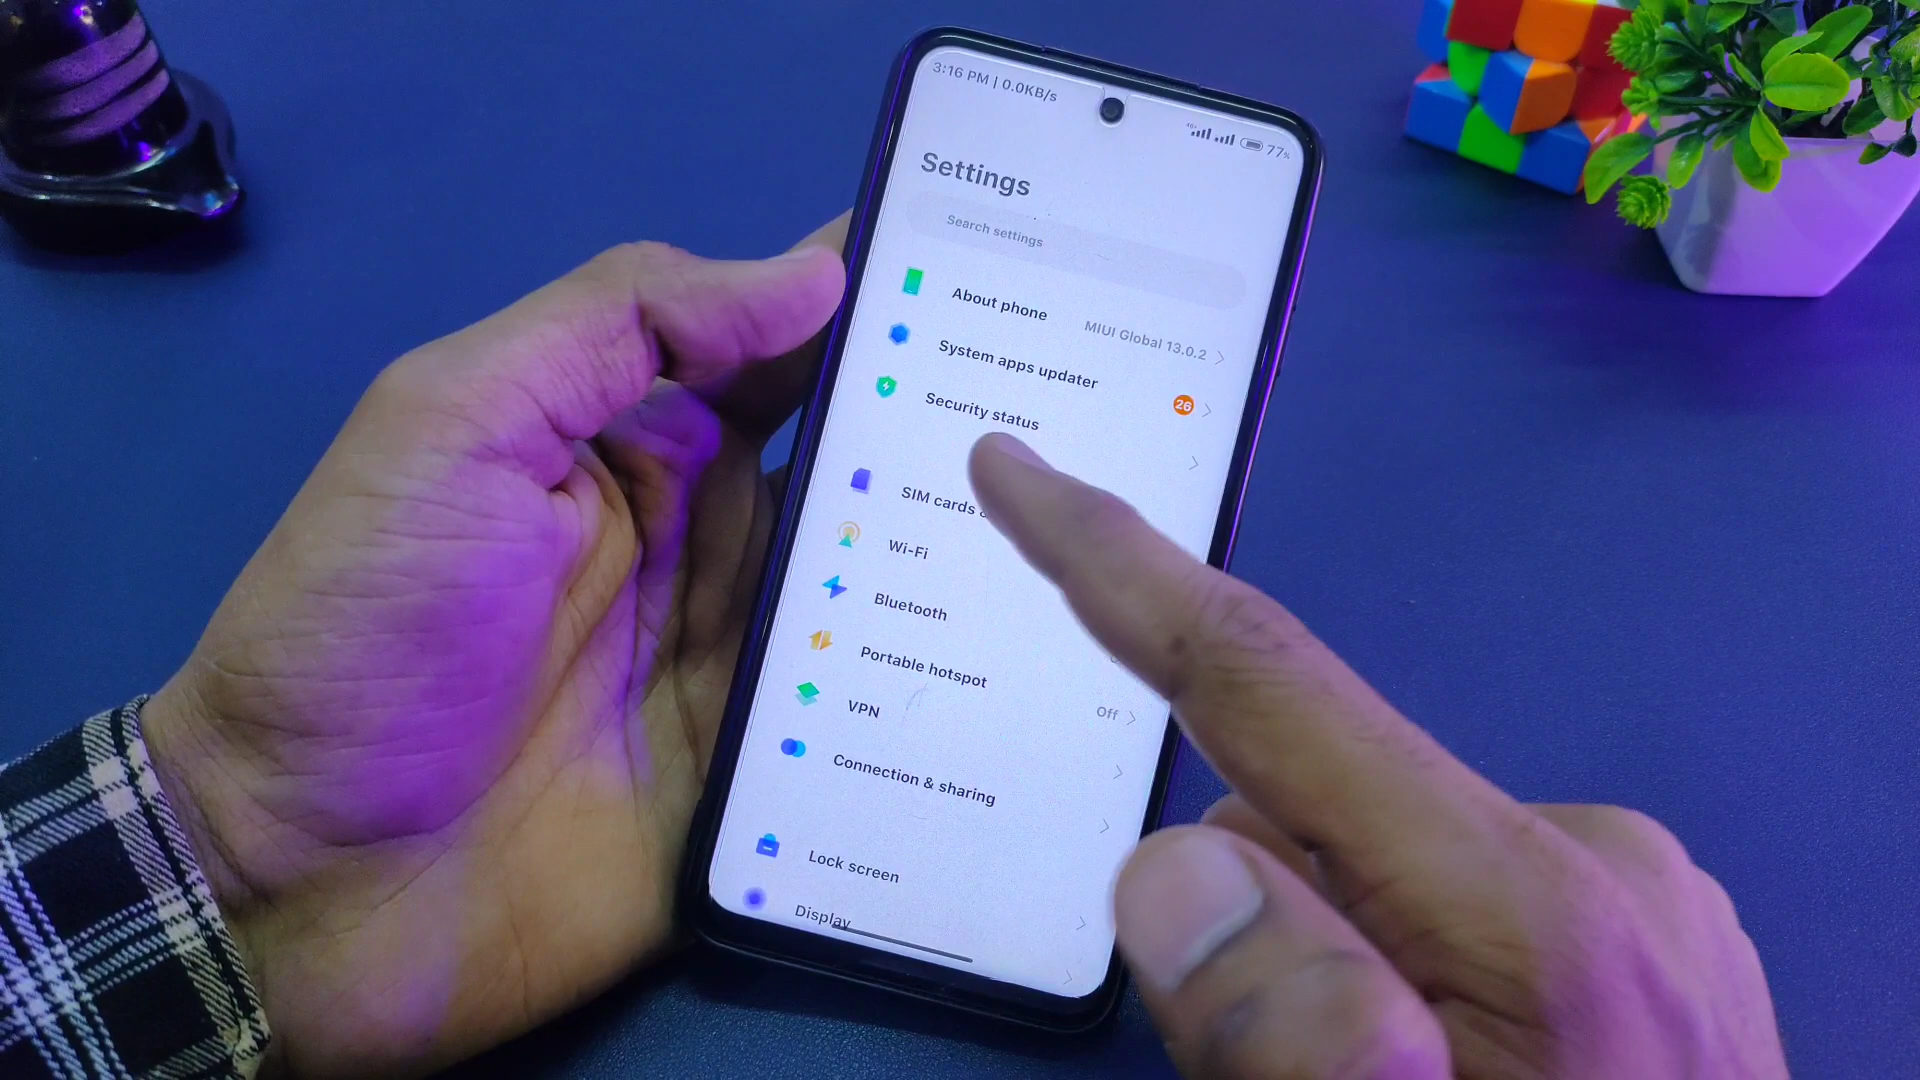 3:16 PM | 0.0KB/s
77%
Settings
Search settings
About phone
MIUI Global 13.0.2
System apps updater
26
Security status
SIM cards
Wi-Fi
Bluetooth
Portable hotspot
Off
VPN
Connection & sharing
Lock screen
Display